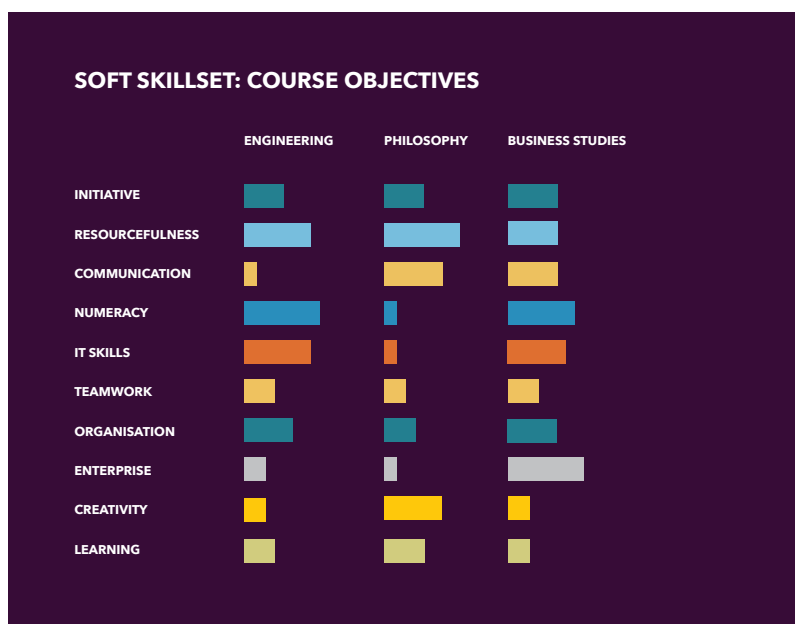 SOFT SKILLSET: COURSE OBJECTIVES
ENGINEERING PHILOSOPHY BUSINESS STUDIES
INITIATIVE
RESOURCEFULNESS
COMMUNICATION
NUMERACY
IT SKILLS
TEAMWORK
ORGANISATION
ENTERPRISE
CREATIVITY
LEARNING